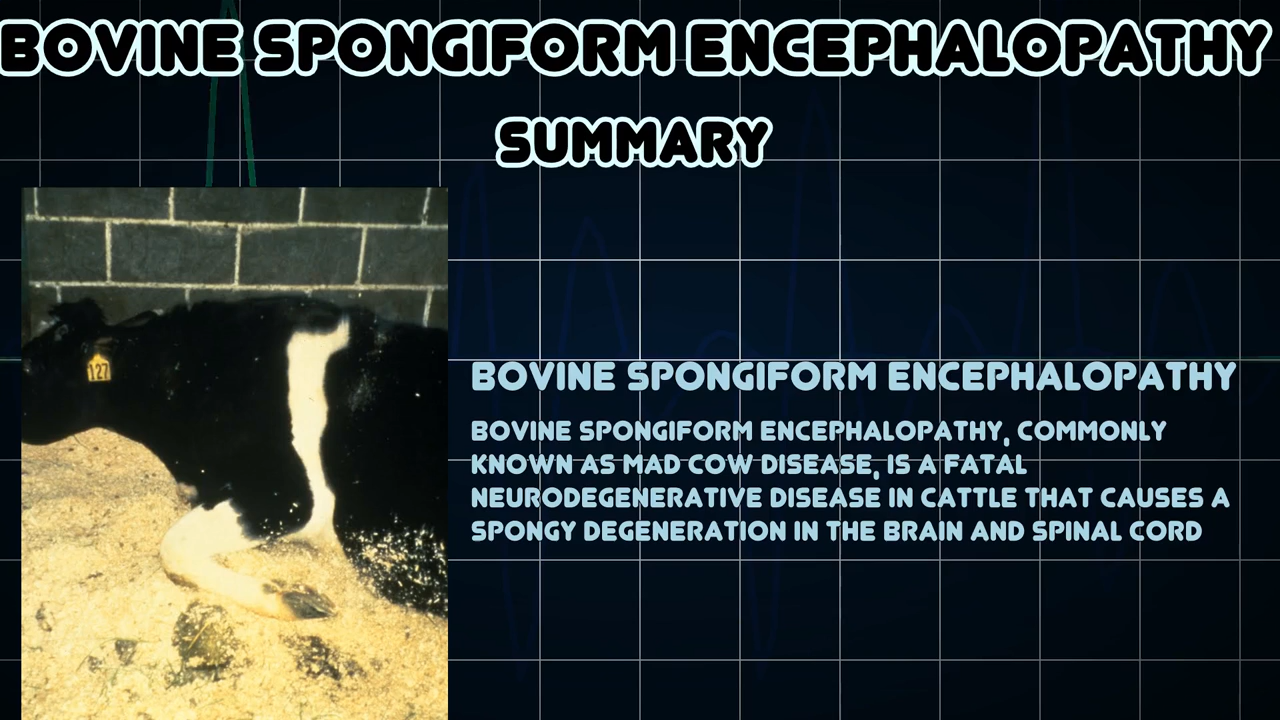 BOVINE SPONGIFORM ENCEPHALOPATHY
SUMMARY
127
BOVINE SPONGIFORM ENCEPHALOPATHY
BOVINE SPONGIFORM ENCEPHALOPATHY, COMMONLY
KNOWN AS MAD COW DISEASE, IS A FATAL
NEURODEGENERATIVE DISEASE IN CATTLE THAT CAUSES A
SPONGY DEGENERATION IN THE BRAIN AND SPINAL CORD